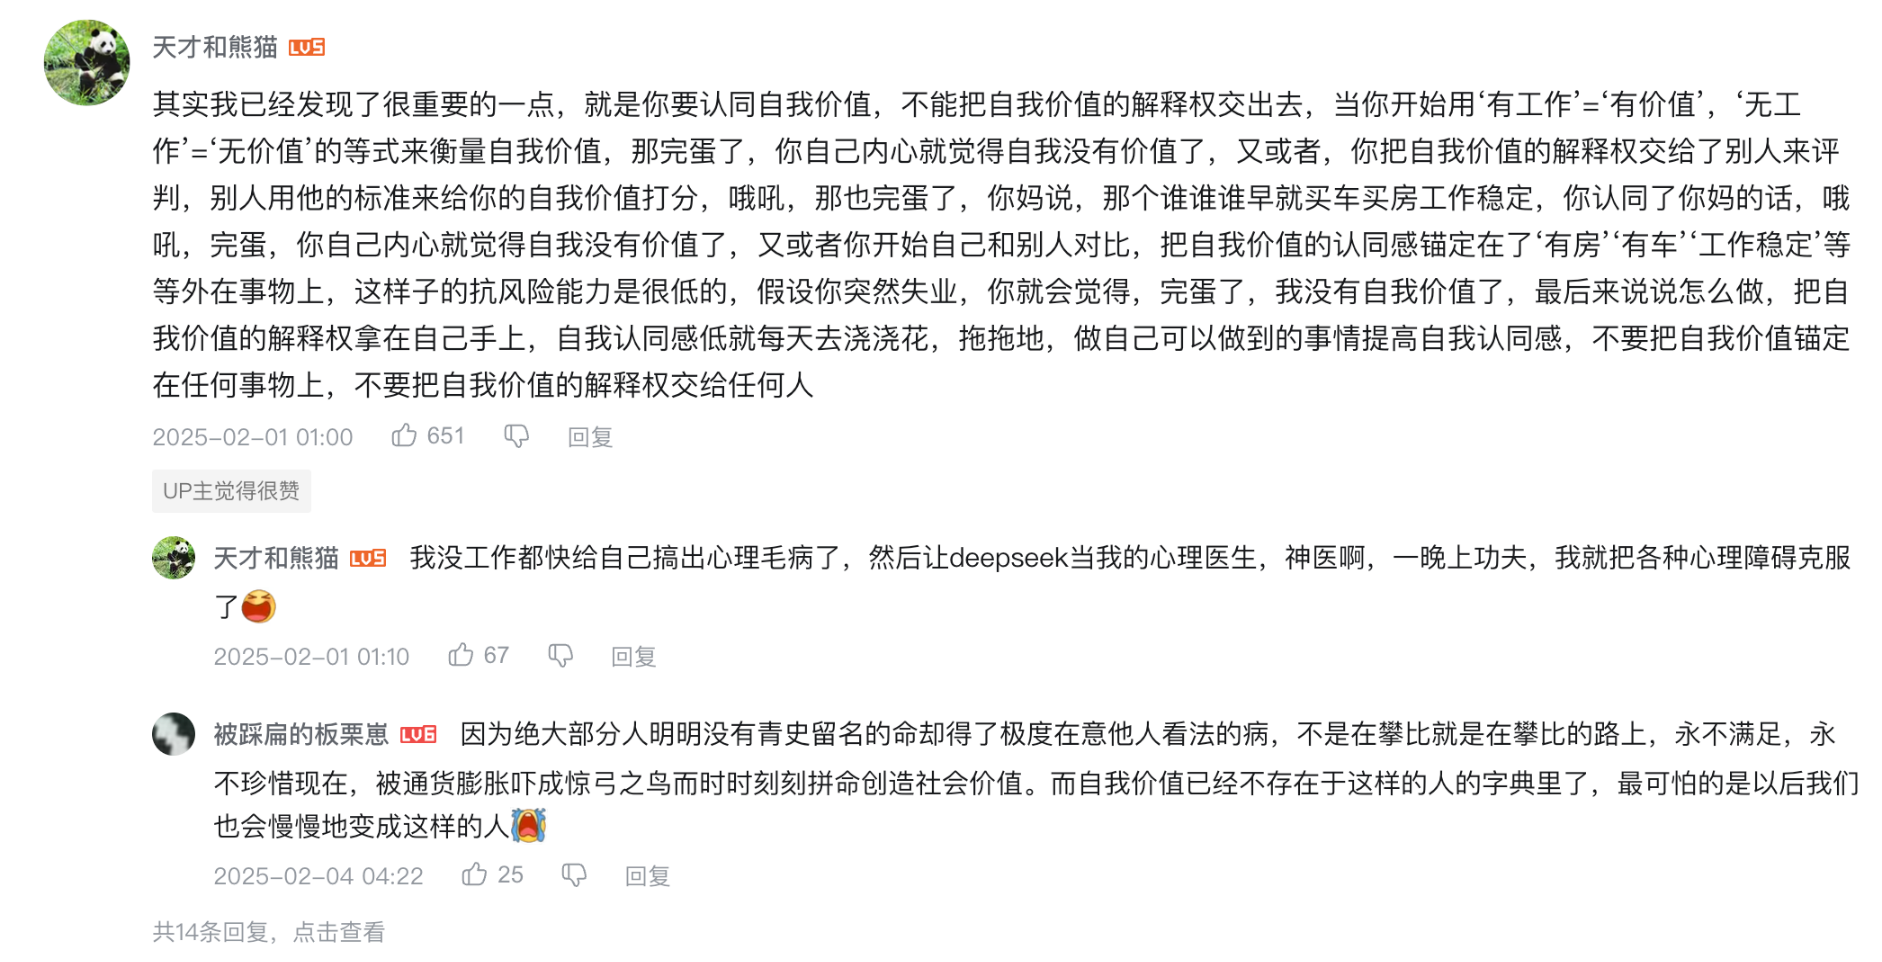 天才和熊猫 LV5
其实我已经发现了很重要的一点，就是你要认同自我价值，不能把自我价值的解释权交出去，当你开始用‘有工作’=‘有价值’，‘无工
作’=‘无价值’的等式来衡量自我价值，那完蛋了，你自己内心就觉得自我没有价值了，又或者，你把自我价值的解释权交给了别人来评
判，别人用他的标准来给你的自我价值打分，哦吼，那也完蛋了，你妈说，那个谁谁谁早就买车买房工作稳定，你认同了你妈的话，哦
吼，完蛋，你自己内心就觉得自我没有价值了，又或者你开始自己和别人对比，把自我价值的认同感锚定在了‘有房’‘有车’‘工作稳定’等
等外在事物上，这样子的抗风险能力是很低的，假设你突然失业，你就会觉得，完蛋了，我没有自我价值了，最后来说说怎么做，把自
我价值的解释权拿在自己手上，自我认同感低就每天去浇浇花，拖拖地，做自己可以做到的事情提高自我认同感，不要把自我价值锚定
在任何事物上，不要把自我价值的解释权交给任何人
2025-02-01 01:00 651 回复
UP主觉得很赞
天才和熊猫 LV5 我没工作都快给自己搞出心理毛病了，然后让deepseek当我的心理医生，神医啊，一晚上功夫，我就把各种心理障碍克服
了
2025-02-01 01:10 67 回复
被踩扁的板栗崽 LV6 因为绝大部分人明明没有青史留名的命却得了极度在意他人看法的病，不是在攀比就是在攀比的路上，永不满足，永
不珍惜现在，被通货膨胀吓成惊弓之鸟而时时刻刻拼命创造社会价值。而自我价值已经不存在于这样的人的字典里了，最可怕的是以后我们
也会慢慢地变成这样的人
2025-02-04 04:22 25 回复
共14条回复，点击查看